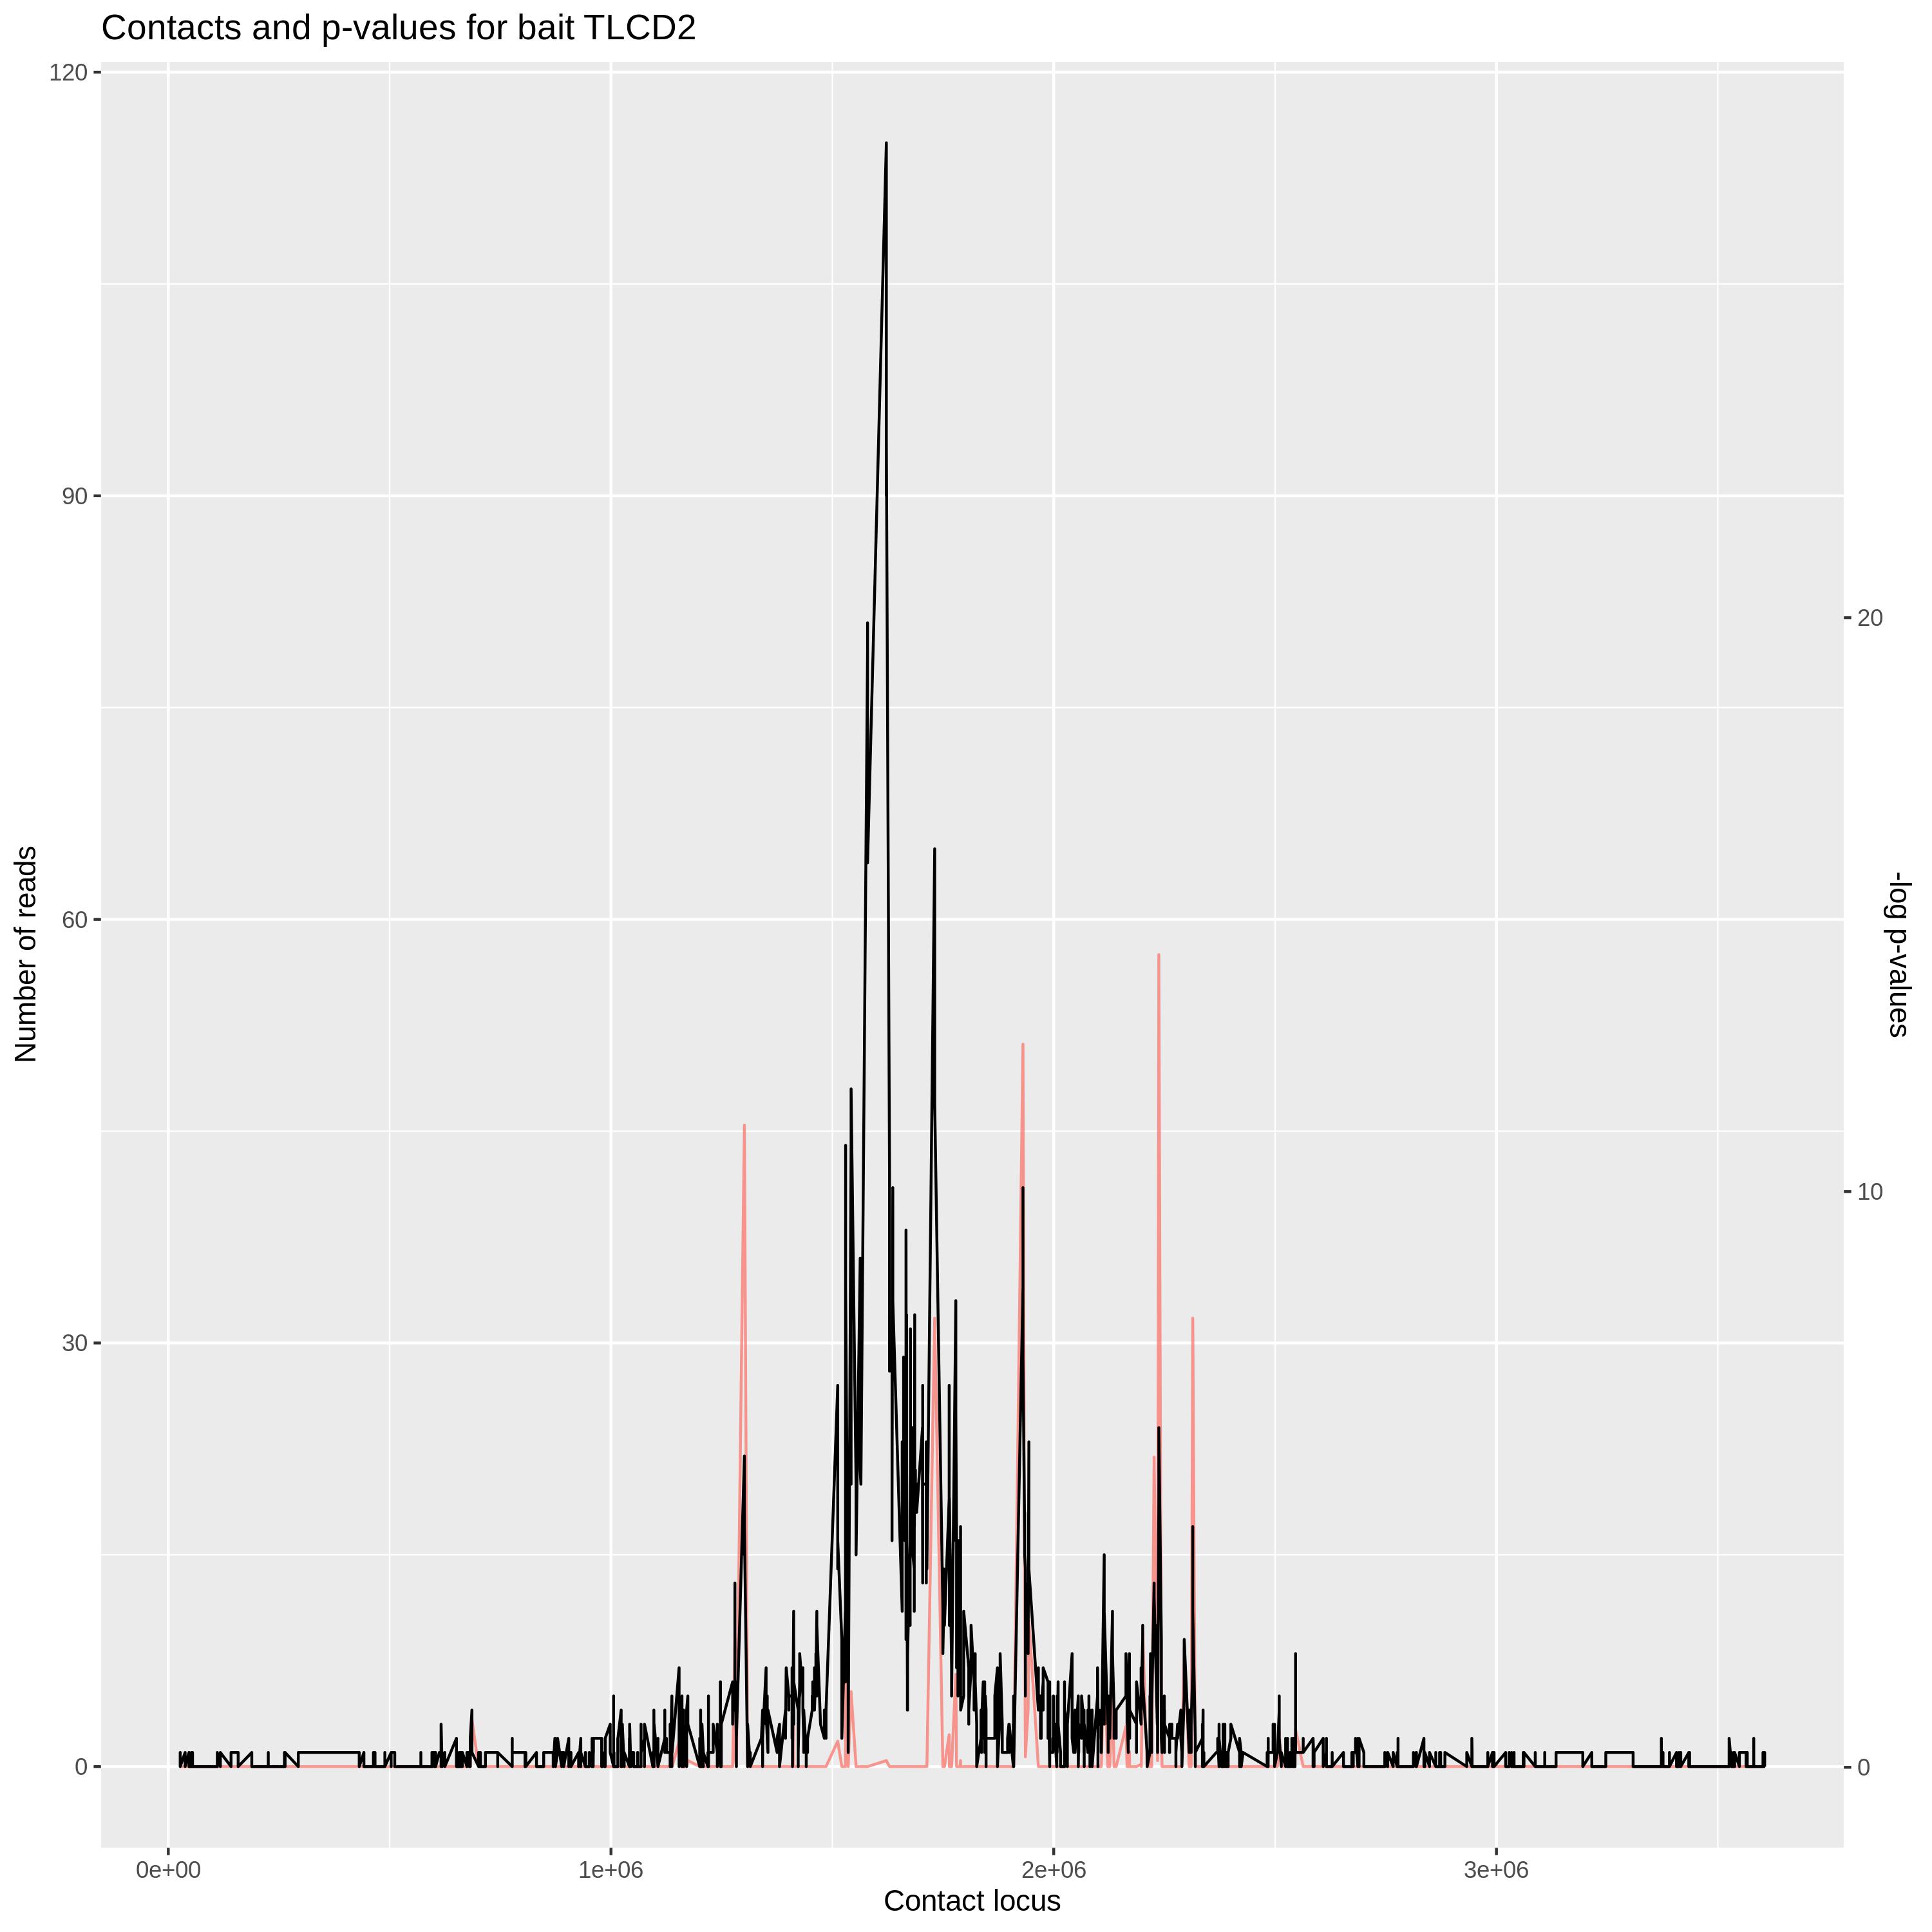 Contacts and p-values for bait TLCD2
120
90
60
30
0
Number of reads
20
10
0
-log p-values
0e+00
1e+06
2e+06
3e+06
Contact locus